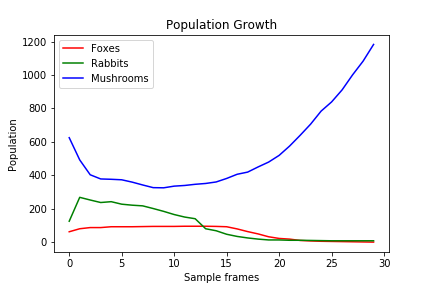 Population Growth
Foxes
Rabbits
Mushrooms
Population
1200
1000
800
600
400
200
0
0 5 10 15 20 25 30
Sample frames